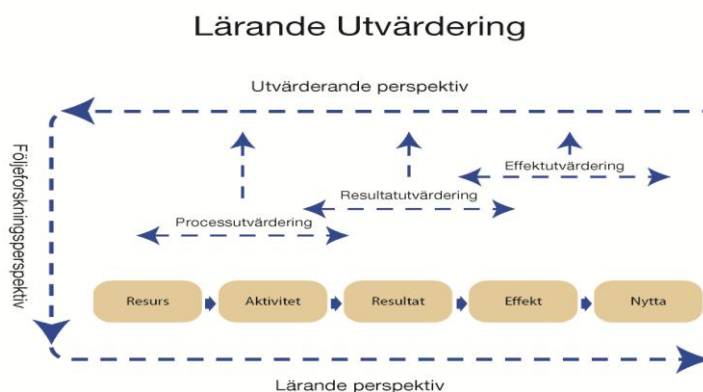 Lärande Utvärdering
Utvärderande perspektiv
Följeforskningsperspektiv
Effektutvärdering
Resultatutvärdering
Processutvärdering
Resurs
Aktivitet
Resultat
Effekt
Nytta
Lärande perspektiv